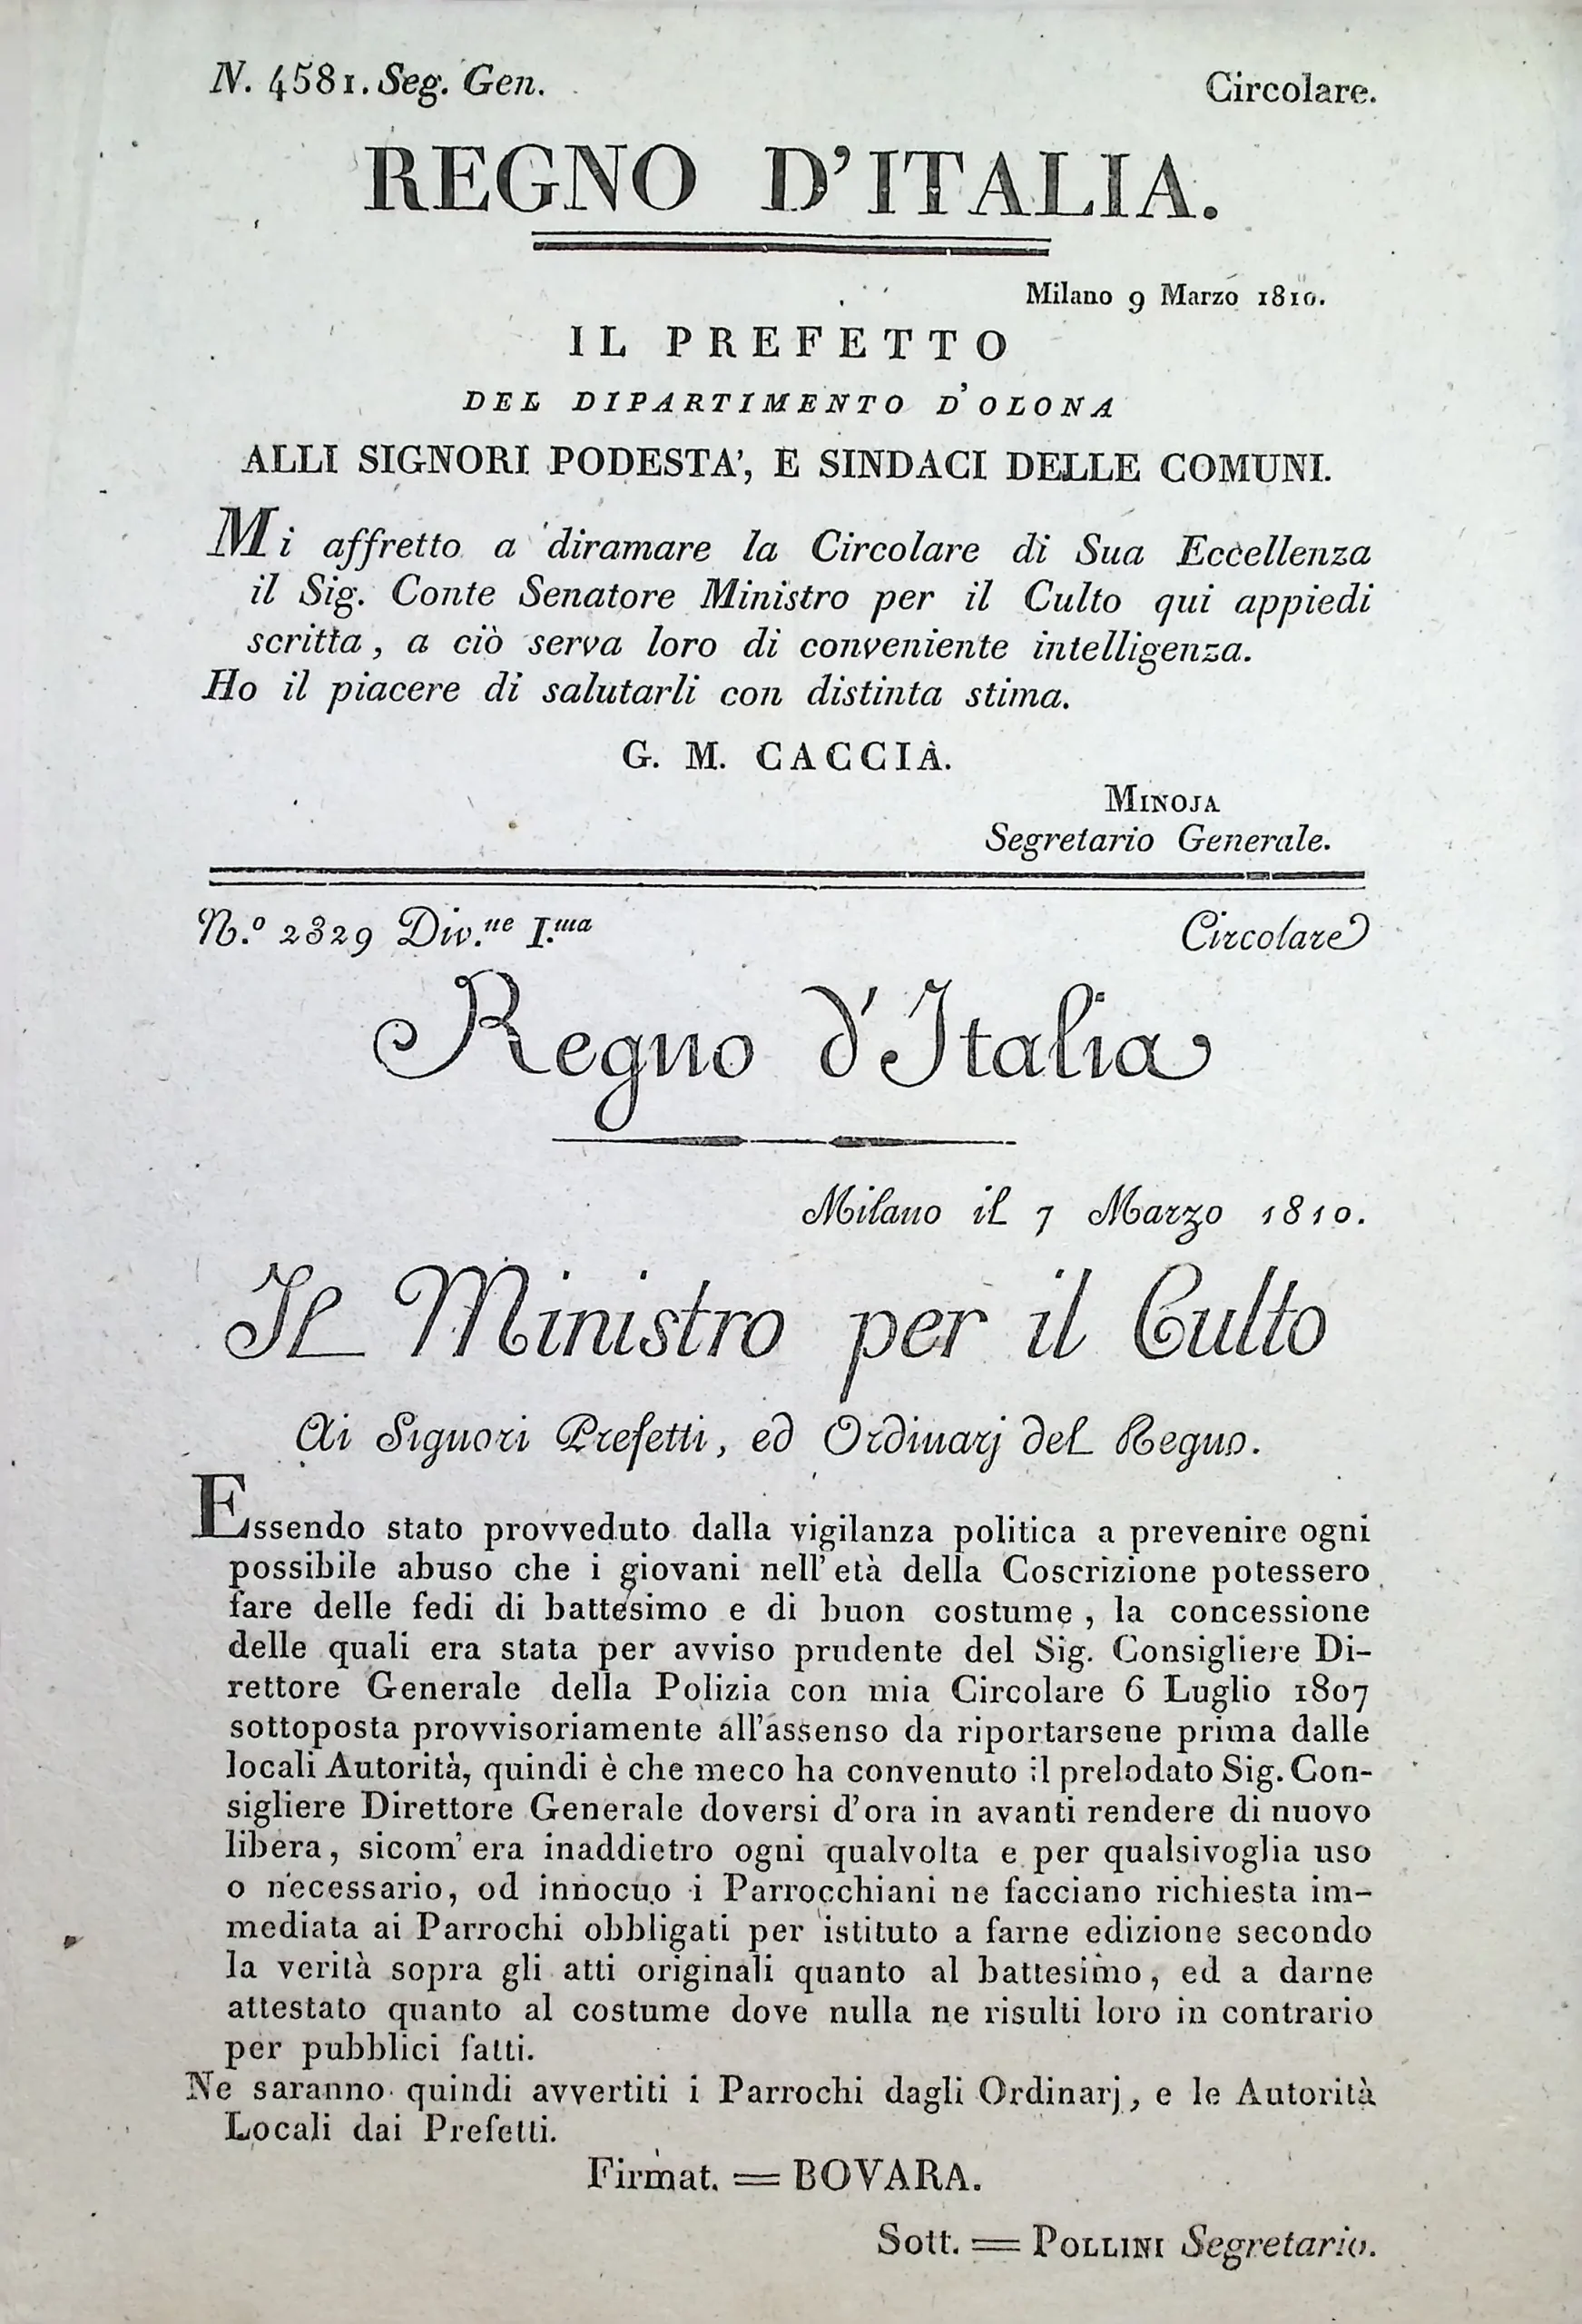 N. 4581. Seg. Gen.
Circolare.
REGNO D'ITALIA.
Milano 9 Marzo 1810.
IL PREFETTO
DEL DIPARTIMENTO D'OLONA
ALLI SIGNORI PODESTA', E SINDACI DELLE COMUNI.
Mi affretto a diramare la Circolare di Sua Eccellenza
il Sig. Conte Senatore Ministro per il Culto qui appiedi
scritta, a ciò serva loro di conveniente intelligenza.
Ho il piacere di salutarli con distinta stima.
G. M. CACCIA.
MINOJA
Segretario Generale.
N.º 2329 Div.ne I.ma
Circolare
Regno d'Italia
Milano il 7 Marzo 1810.
Il Ministro per il Culto
Ai Signori Prefetti, ed Ordinarj del Regno.
Essendo stato provveduto dalla vigilanza politica a prevenire ogni
possibile abuso che i giovani nell'età della Coscrizione potessero
fare delle fedi di battesimo e di buon costume, la concessione
delle quali era stata per avviso prudente del Sig. Consigliere Di-
rettore Generale della Polizia con mia Circolare 6 Luglio 1807
sottoposta provvisoriamente all'assenso da riportarsene prima dalle
locali Autorità, quindi è che meco ha convenuto il prelodato Sig. Con-
sigliere Direttore Generale doversi d'ora in avanti rendere di nuovo
libera, sicom' era inaddietro ogni qualvolta e per qualsivoglia uso
o necessario, od innocuo i Parrocchiani ne facciano richiesta im-
mediata ai Parrochi obbligati per istituto a farne edizione secondo
la verità sopra gli atti originali quanto al battesimo, ed a darne
attestato quanto al costume dove nulla ne risulti loro in contrario
per pubblici fatti.
Ne saranno quindi avvertiti i Parrochi dagli Ordinarj, e le Autorità
Locali dai Prefetti.
Firmat. = BOVARA.
Sott. = POLLINI Segretario.